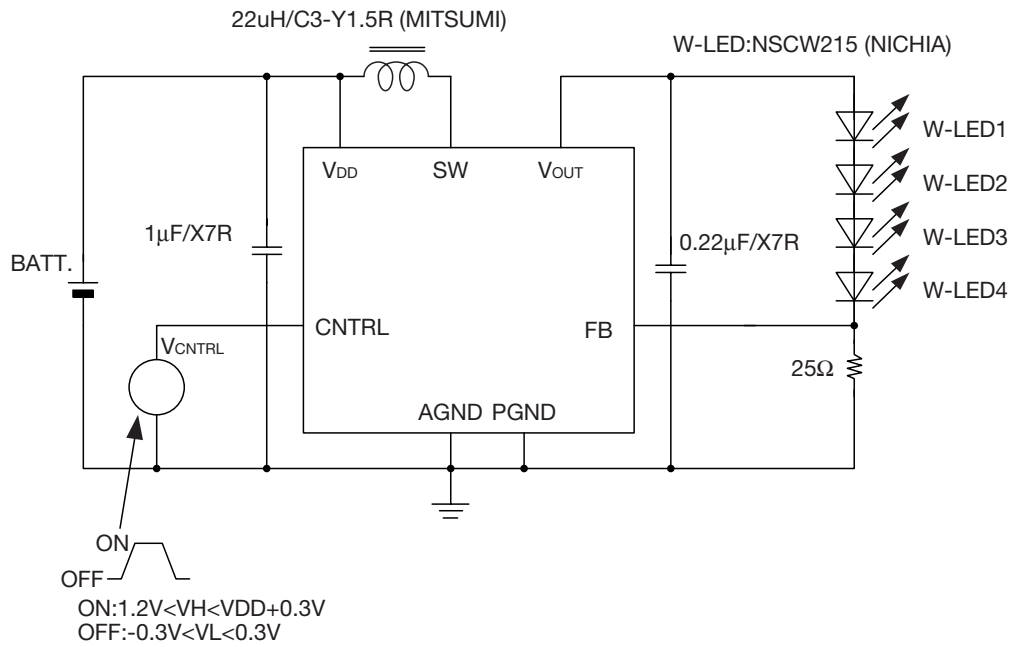 22uH/C3-Y1.5R (MITSUMI)
W-LED:NSCW215 (NICHIA)
W-LED1
VDD
SW
VOUT
W-LED2
1μF/X7R
0.22μF/X7R
W-LED3
BATT.
W-LED4
CNTRL
FB
VCNTRL
25Ω
AGND PGND
ON
OFF
ON:1.2V<VH<VDD+0.3V
OFF:-0.3V<VL<0.3V